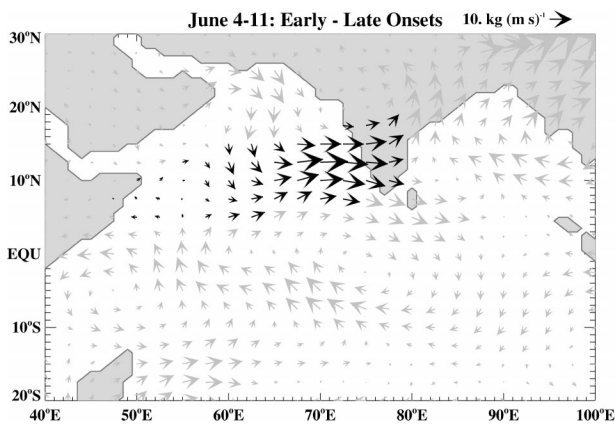 June 4-11: Early - Late Onsets 10. kg (m s)⁻¹
30°N
20°N
10°N
EQU
10°S
20°S
40°E 50°E 60°E 70°E 80°E 90°E 100°E